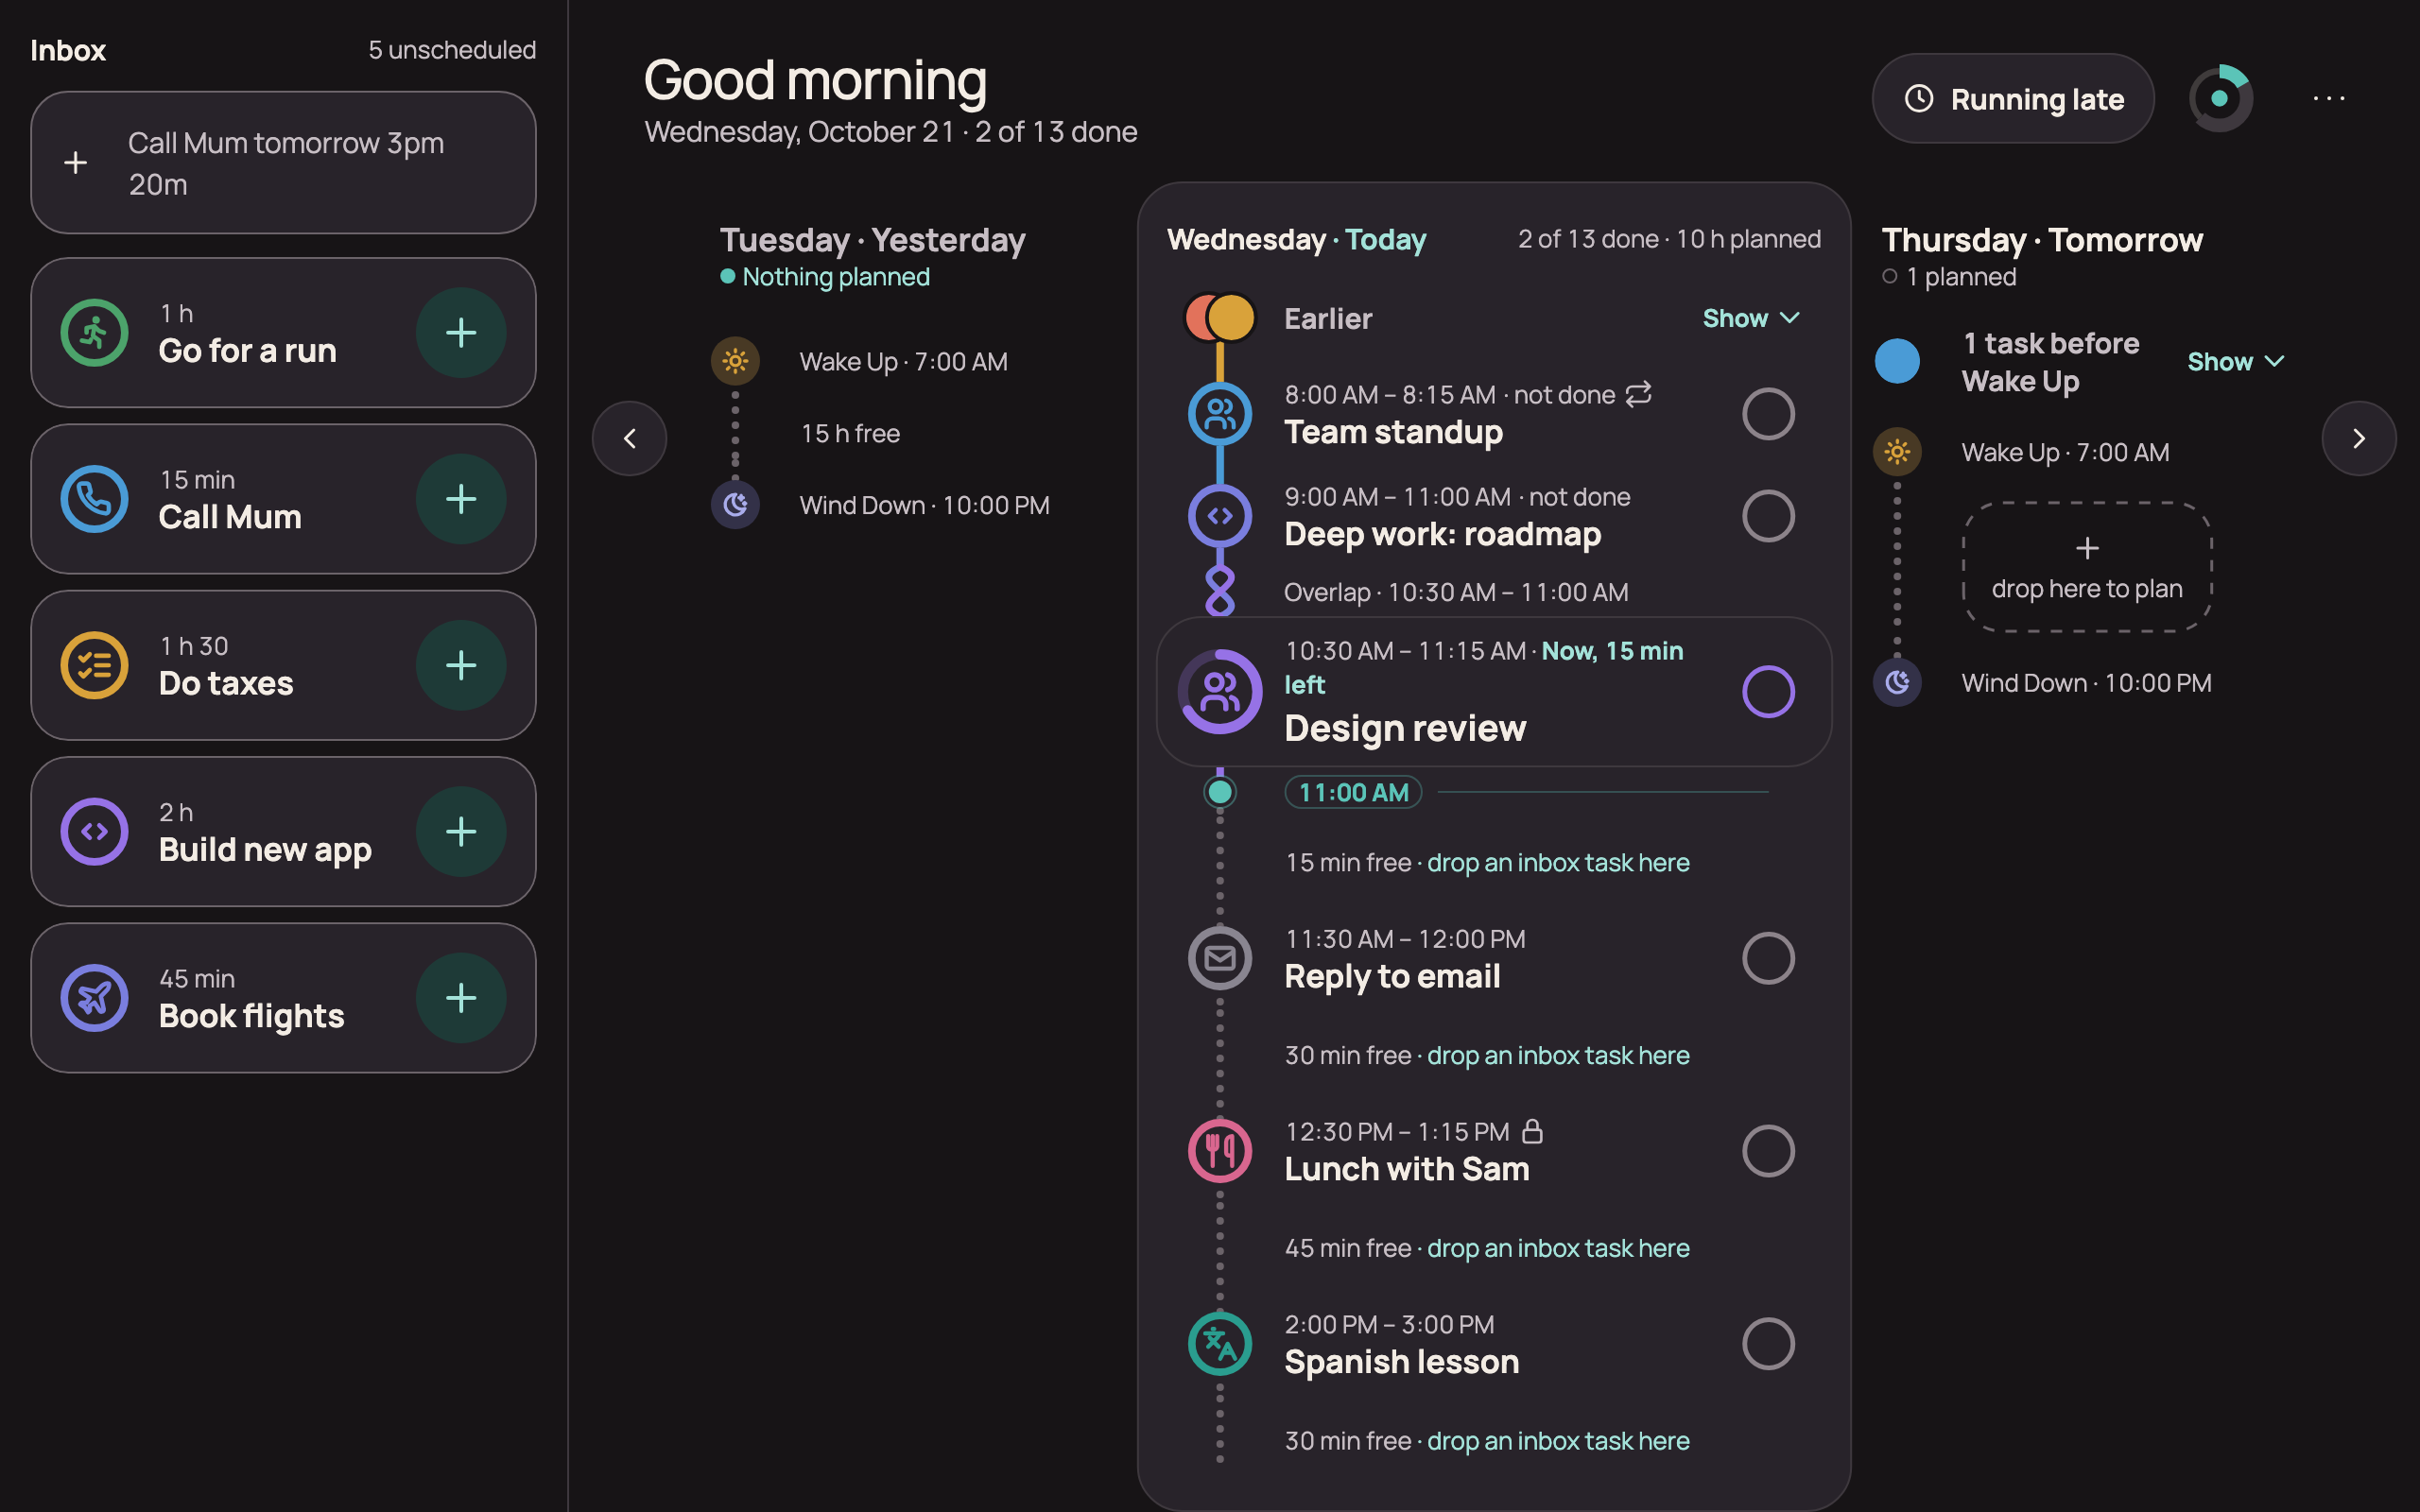 Inbox
5 unscheduled
Call Mum tomorrow 3pm
20m
1 h
Go for a run
15 min
Call Mum
1 h 30
Do taxes
2 h
Build new app
45 min
Book flights
Good morning
Wednesday, October 21 · 2 of 13 done
Running late
Tuesday · Yesterday
Nothing planned
Wake Up · 7:00 AM
15 h free
Wind Down · 10:00 PM
Wednesday · Today
2 of 13 done · 10 h planned
Earlier
Show
8:00 AM – 8:15 AM · not done
Team standup
9:00 AM – 11:00 AM · not done
Deep work: roadmap
Overlap · 10:30 AM – 11:00 AM
10:30 AM – 11:15 AM · Now, 15 min
left
Design review
11:00 AM
15 min free · drop an inbox task here
11:30 AM – 12:00 PM
Reply to email
30 min free · drop an inbox task here
12:30 PM – 1:15 PM
Lunch with Sam
45 min free · drop an inbox task here
2:00 PM – 3:00 PM
Spanish lesson
30 min free · drop an inbox task here
Thursday · Tomorrow
1 planned
1 task before
Wake Up
Show
Wake Up · 7:00 AM
drop here to plan
Wind Down · 10:00 PM